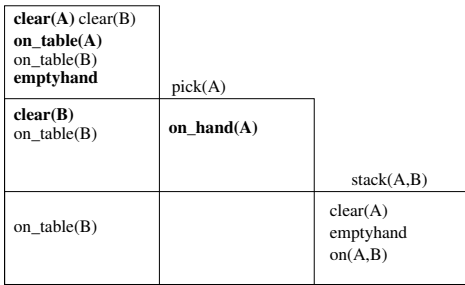 clear(A) clear(B)
on_table(A)
on_table(B)
emptyhand
pick(A)
clear(B)
on_table(B)
on_hand(A)
stack(A,B)
on_table(B)
clear(A)
emptyhand
on(A,B)